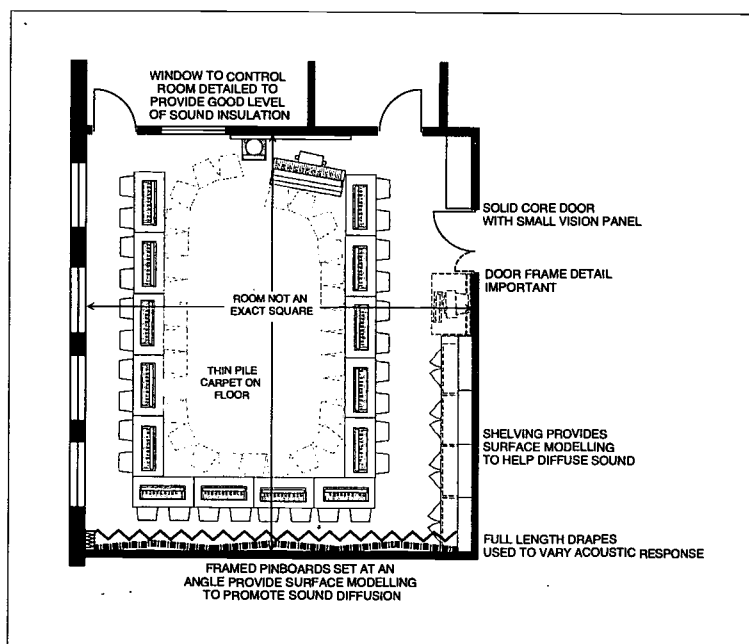 WINDOW TO CONTROL
ROOM DETAILED TO
PROVIDE GOOD LEVEL
OF SOUND INSULATION
SOLID CORE DOOR
WITH SMALL VISION PANEL
DOOR FRAME DETAIL
IMPORTANT
ROOM NOT AN
EXACT SQUARE
THIN PILE
CARPET ON
FLOOR
SHELVING PROVIDES
SURFACE MODELLING
TO HELP DIFFUSE SOUND
FULL LENGTH DRAPES
USED TO VARY ACOUSTIC RESPONSE
FRAMED PINBOARDS SET AT AN
ANGLE PROVIDE SURFACE MODELLING
TO PROMOTE SOUND DIFFUSION